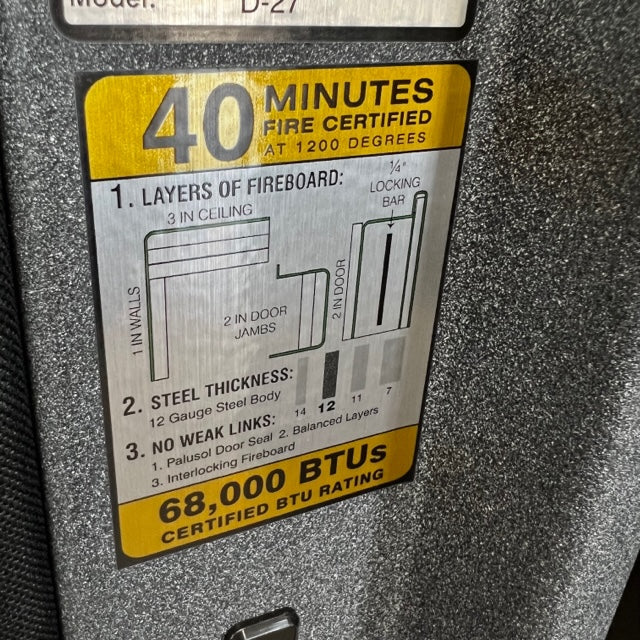 Model: D-27
40 MINUTES
FIRE CERTIFIED
AT 1200 DEGREES
1. LAYERS OF FIREBOARD:
3 IN CEILING
1/4"
LOCKING
BAR
1 IN WALLS
2 IN DOOR
JAMBS
2 IN DOOR
2. STEEL THICKNESS:
12 Gauge Steel Body
14 12 11 7
3. NO WEAK LINKS:
1. Palusol Door Seal 2. Balanced Layers
3. Interlocking Fireboard
68,000 BTUs
CERTIFIED BTU RATING